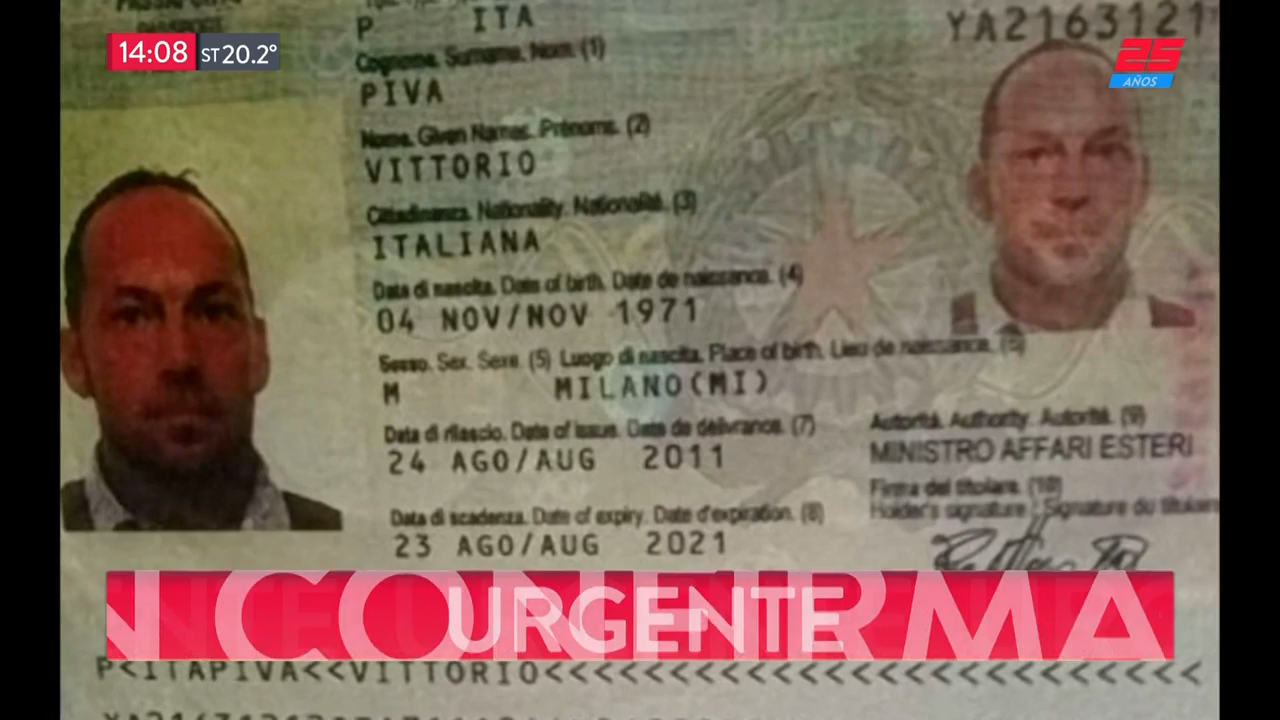 14:08 ST 20.2°
25
AÑOS
P ITA YA2163121
Cognome. Surname. Nom. (1)
PIVA
Nome. Given Names. Prénoms. (2)
VITTORIO
Cittadinanza. Nationality. Nationalité. (3)
ITALIANA
Data di nascita. Date of birth. Date de naissance. (4)
04 NOV/NOV 1971
Sesso. Sex. Sexe. (5) Luogo di nascita. Place of birth. Lieu de naissance. (6)
M MILANO(MI)
Data di rilascio. Date of issue. Date de délivrance. (7)
24 AGO/AUG 2011
Autorità. Authority. Autorité. (9)
MINISTRO AFFARI ESTERI
Data di scadenza. Date of expiry. Date d'expiration. (8)
23 AGO/AUG 2021
Firma del titolare. (10)
Holder's signature Signature du titulaire
URGENTE
P<ITAPIVA<<VITTORIO<<<<<<<<<<<<<<<<<<<<<<<<<